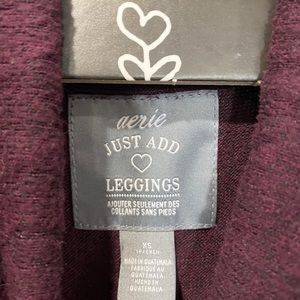 aerie
JUST ADD
LEGGINGS
AJOUTER SEULEMENT DES
COLLANTS SANS PIEDS
XS
MADE IN GUATEMALA
FABRIQUÉ AU
GUATEMALA
HECHO EN
GUATEMALA